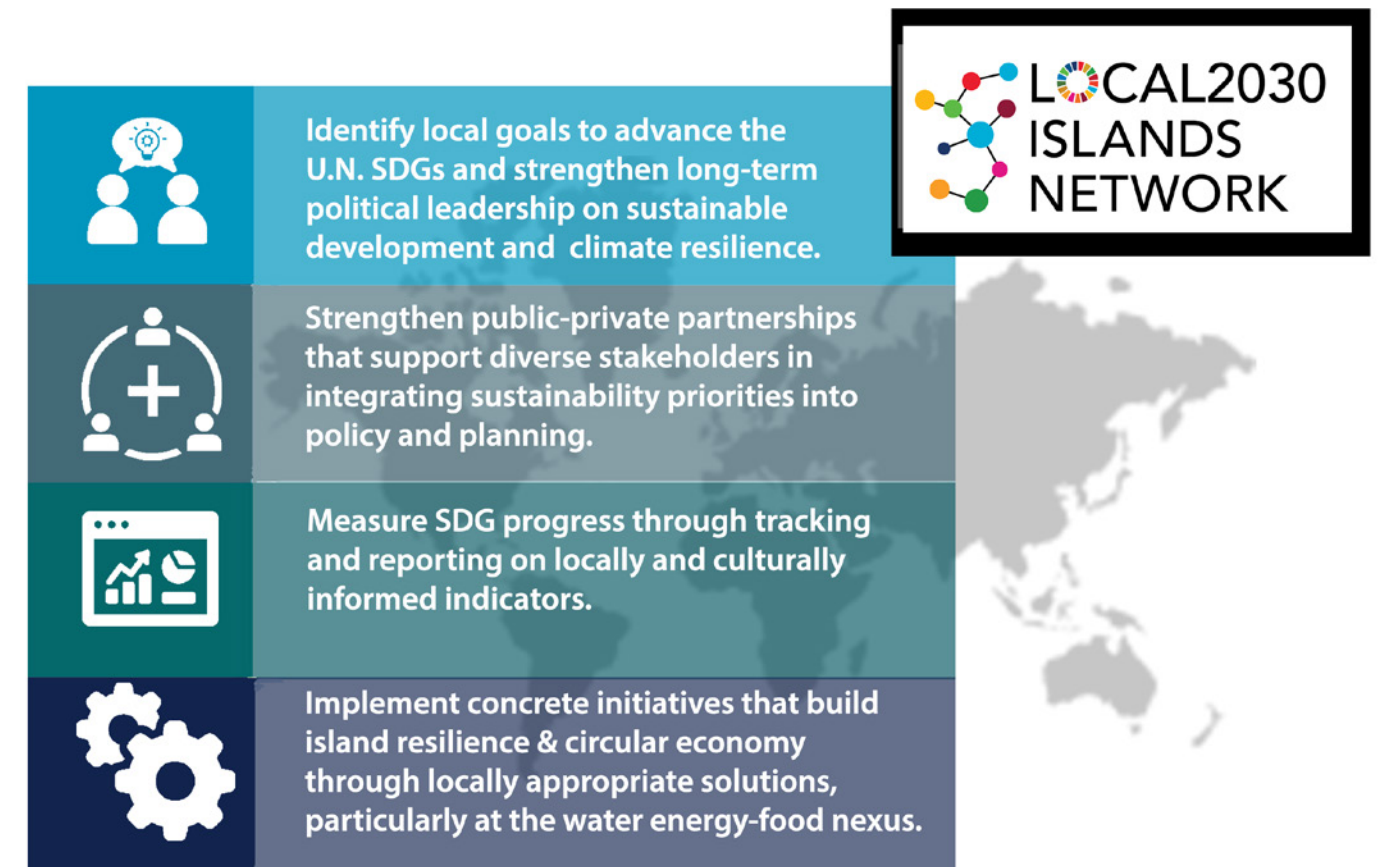 LOCAL2030
ISLANDS
NETWORK
Identify local goals to advance the
U.N. SDGs and strengthen long-term
political leadership on sustainable
development and  climate resilience.
Strengthen public-private partnerships
that support diverse stakeholders in
integrating sustainability priorities into
policy and planning.
Measure SDG progress through tracking
and reporting on locally and culturally
informed indicators.
Implement concrete initiatives that build
island resilience & circular economy
through locally appropriate solutions,
particularly at the water energy-food nexus.